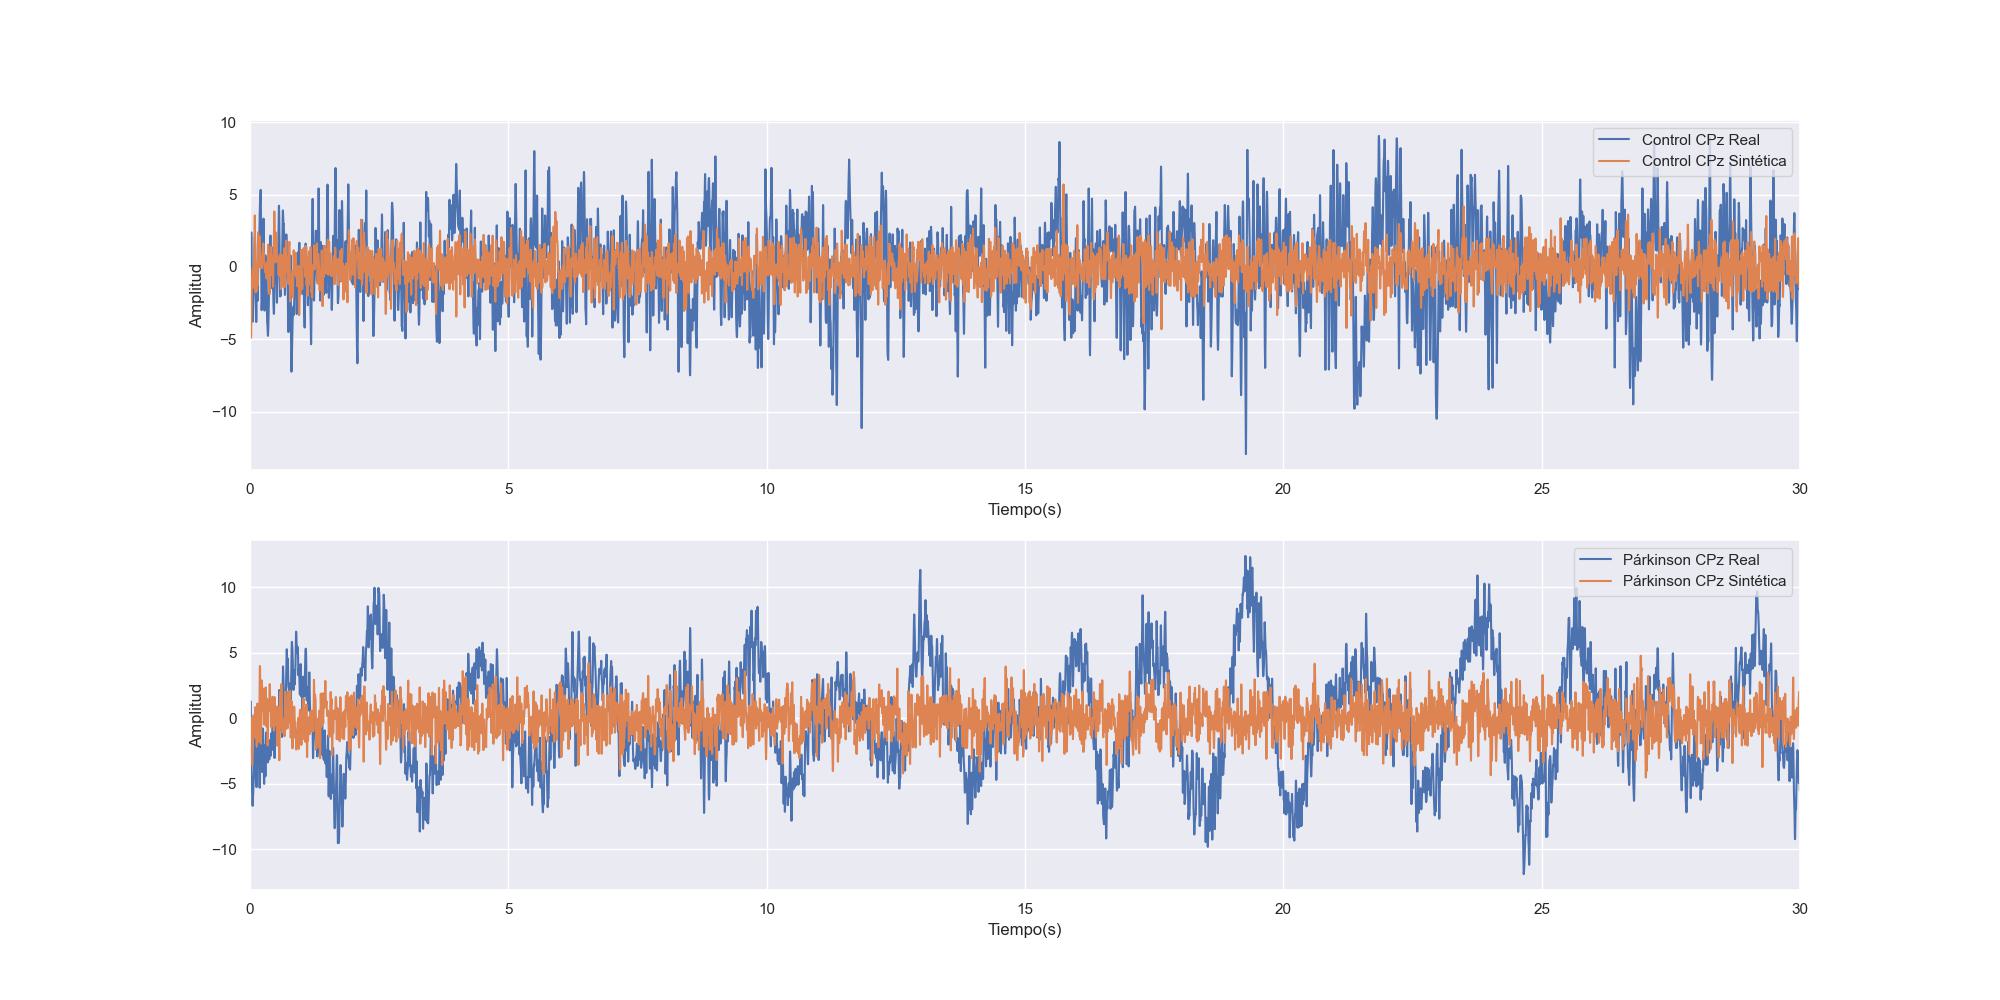 10
5
0
−5
−10
Amplitud
Control CPz Real
Control CPz Sintética
0 5 10 15 20 25 30
Tiempo(s)
10
5
0
−5
−10
Amplitud
Párkinson CPz Real
Párkinson CPz Sintética
0 5 10 15 20 25 30
Tiempo(s)